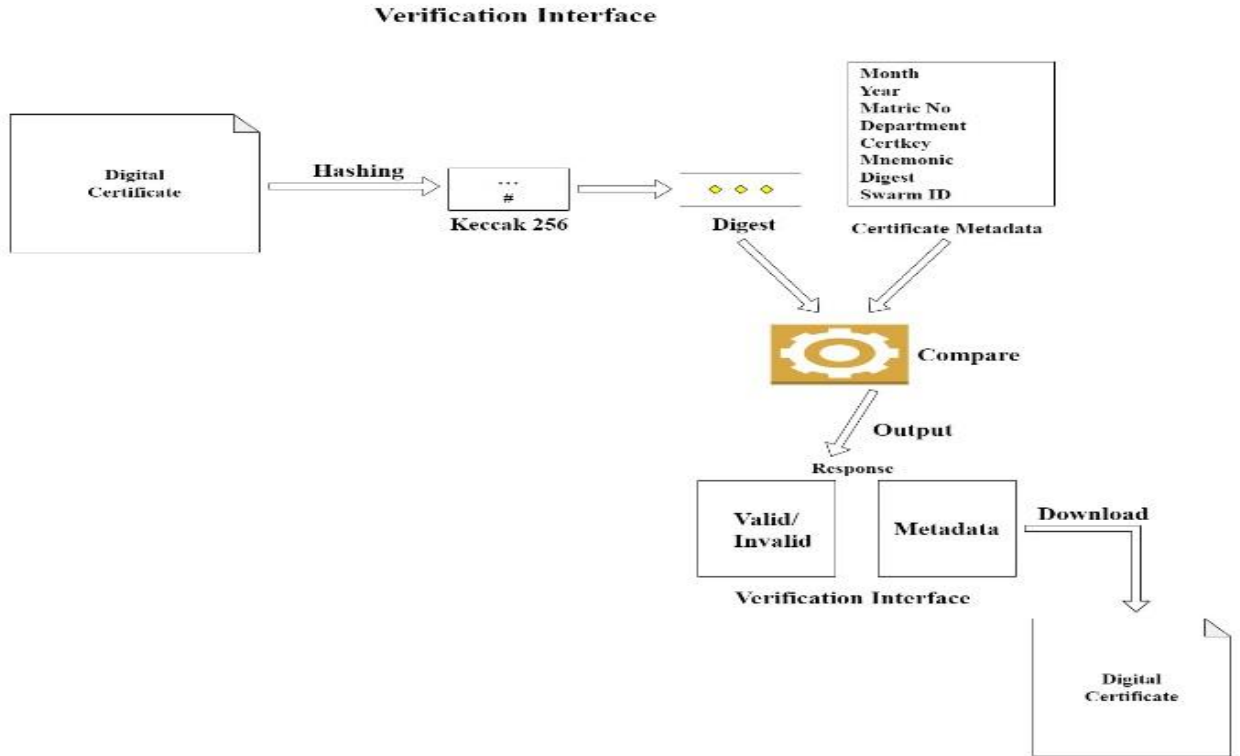 Verification Interface
Digital
Certificate
Hashing
...
#
Keccak 256
Digest
Month
Year
Matric No
Department
Certkey
Mnemonic
Digest
Swarm ID
Certificate Metadata
Compare
Output
Response
Valid/
Invalid
Metadata
Download
Verification Interface
Digital
Certificate